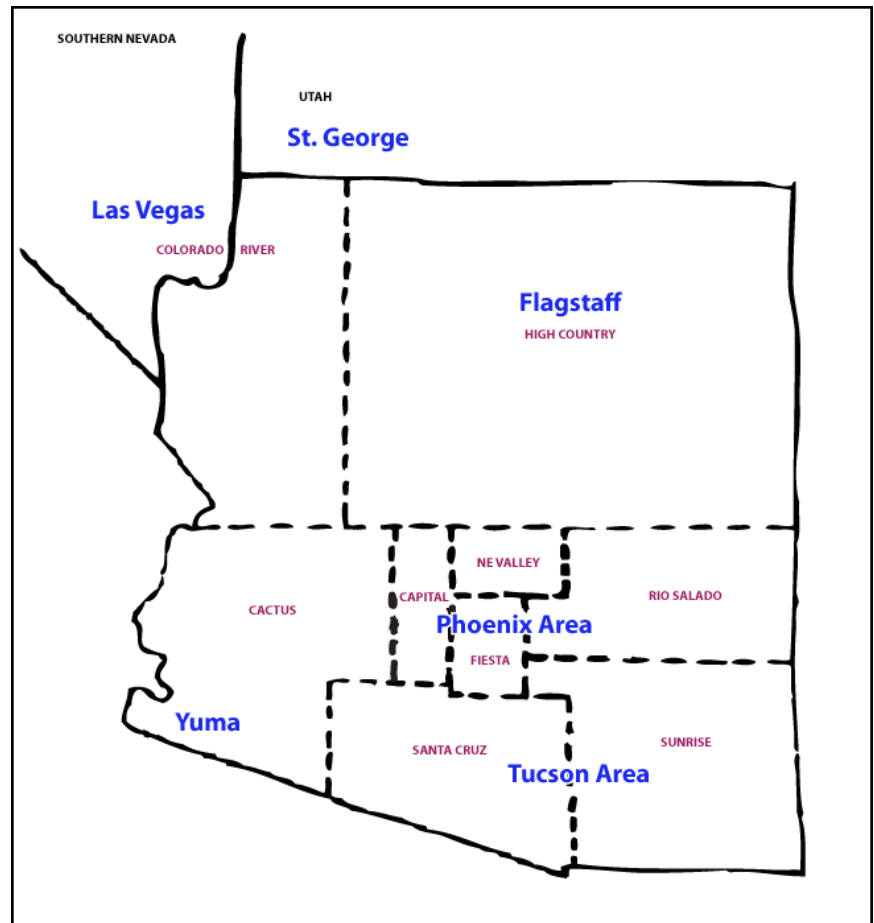 SOUTHERN NEVADA
UTAH
St. George
Las Vegas
COLORADO RIVER
Flagstaff
HIGH COUNTRY
NE VALLEY
CAPITAL
RIO SALADO
CACTUS
Phoenix Area
FIESTA
Yuma
SANTA CRUZ
SUNRISE
Tucson Area